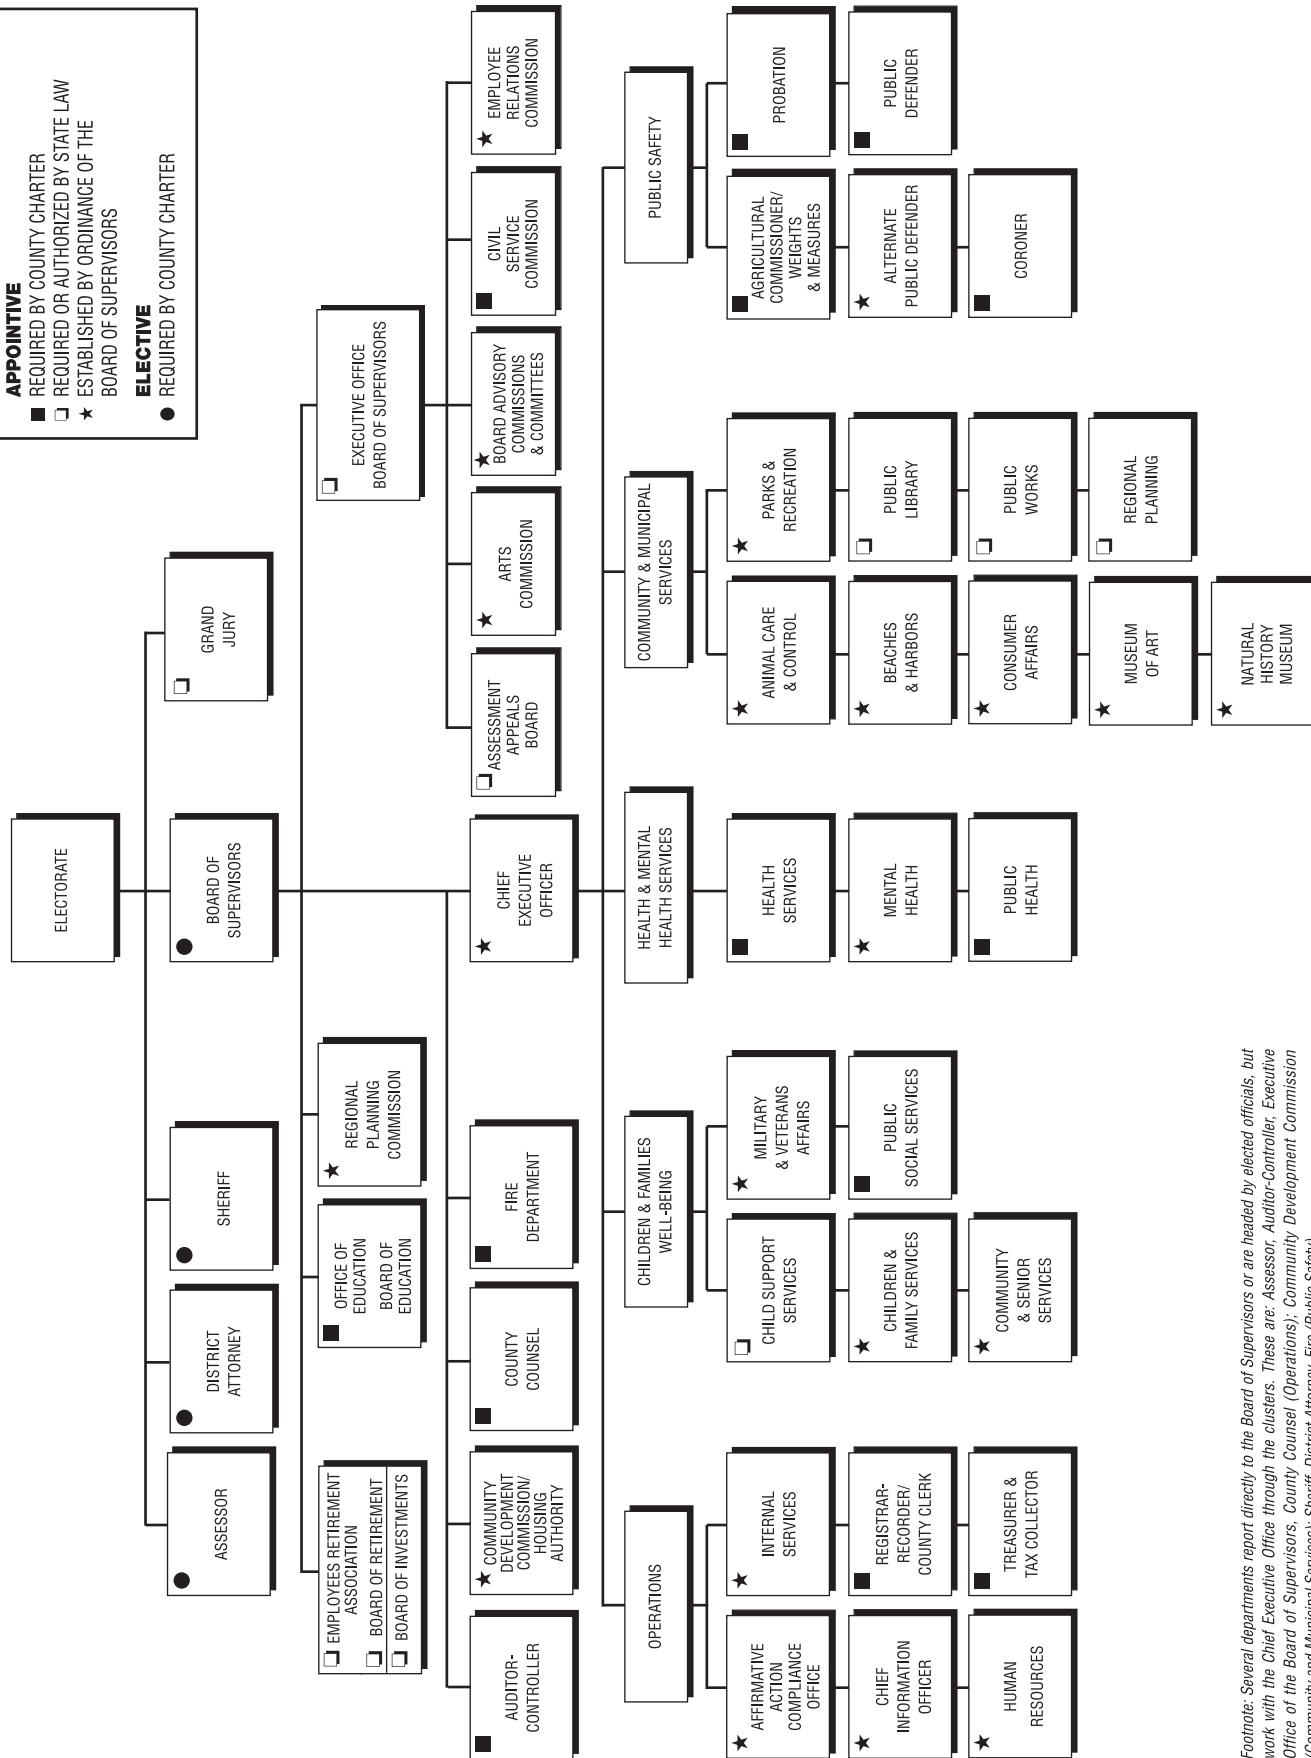 APPOINTIVE
REQUIRED BY COUNTY CHARTER
REQUIRED OR AUTHORIZED BY STATE LAW
ESTABLISHED BY ORDINANCE OF THE
BOARD OF SUPERVISORS
ELECTIVE
REQUIRED BY COUNTY CHARTER
ELECTORATE
ASSESSOR
DISTRICT
ATTORNEY
SHERIFF
BOARD OF
SUPERVISORS
GRAND
JURY
EMPLOYEES RETIREMENT
ASSOCIATION
BOARD OF RETIREMENT
BOARD OF INVESTMENTS
OFFICE OF
EDUCATION
BOARD OF
EDUCATION
REGIONAL
PLANNING
COMMISSION
EXECUTIVE OFFICE
BOARD OF SUPERVISORS
AUDITOR-
CONTROLLER
COMMUNITY
DEVELOPMENT
COMMISSION/
HOUSING
AUTHORITY
COUNTY
COUNSEL
FIRE
DEPARTMENT
CHIEF
EXECUTIVE
OFFICER
ASSESSMENT
APPEALS
BOARD
ARTS
COMMISSION
BOARD ADVISORY
COMMISSIONS
& COMMITTEES
CIVIL
SERVICE
COMMISSION
EMPLOYEE
RELATIONS
COMMISSION
OPERATIONS
AFFIRMATIVE
ACTION
COMPLIANCE
OFFICE
CHIEF
INFORMATION
OFFICER
HUMAN
RESOURCES
INTERNAL
SERVICES
REGISTRAR-
RECORDER/
COUNTY CLERK
TREASURER &
TAX COLLECTOR
CHILDREN & FAMILIES
WELL-BEING
CHILD SUPPORT
SERVICES
CHILDREN &
FAMILY SERVICES
COMMUNITY
& SENIOR
SERVICES
MILITARY
& VETERANS
AFFAIRS
PUBLIC
SOCIAL SERVICES
HEALTH & MENTAL
HEALTH SERVICES
HEALTH
SERVICES
MENTAL
HEALTH
PUBLIC
HEALTH
COMMUNITY & MUNICIPAL
SERVICES
ANIMAL CARE
& CONTROL
BEACHES
& HARBORS
CONSUMER
AFFAIRS
MUSEUM
OF ART
NATURAL
HISTORY
MUSEUM
PARKS &
RECREATION
PUBLIC
LIBRARY
PUBLIC
WORKS
REGIONAL
PLANNING
PUBLIC SAFETY
AGRICULTURAL
COMMISSIONER/
WEIGHTS
& MEASURES
ALTERNATE
PUBLIC DEFENDER
CORONER
PROBATION
PUBLIC
DEFENDER
Footnote: Several departments report directly to the Board of Supervisors or are headed by elected officials, but
work with the Chief Executive Office through the clusters. These are: Assessor, Auditor-Controller, Executive
Office of the Board of Supervisors, County Counsel (Operations); Community Development Commission
(Community and Municipal Services); Sheriff, District Attorney, Fire (Public Safety)